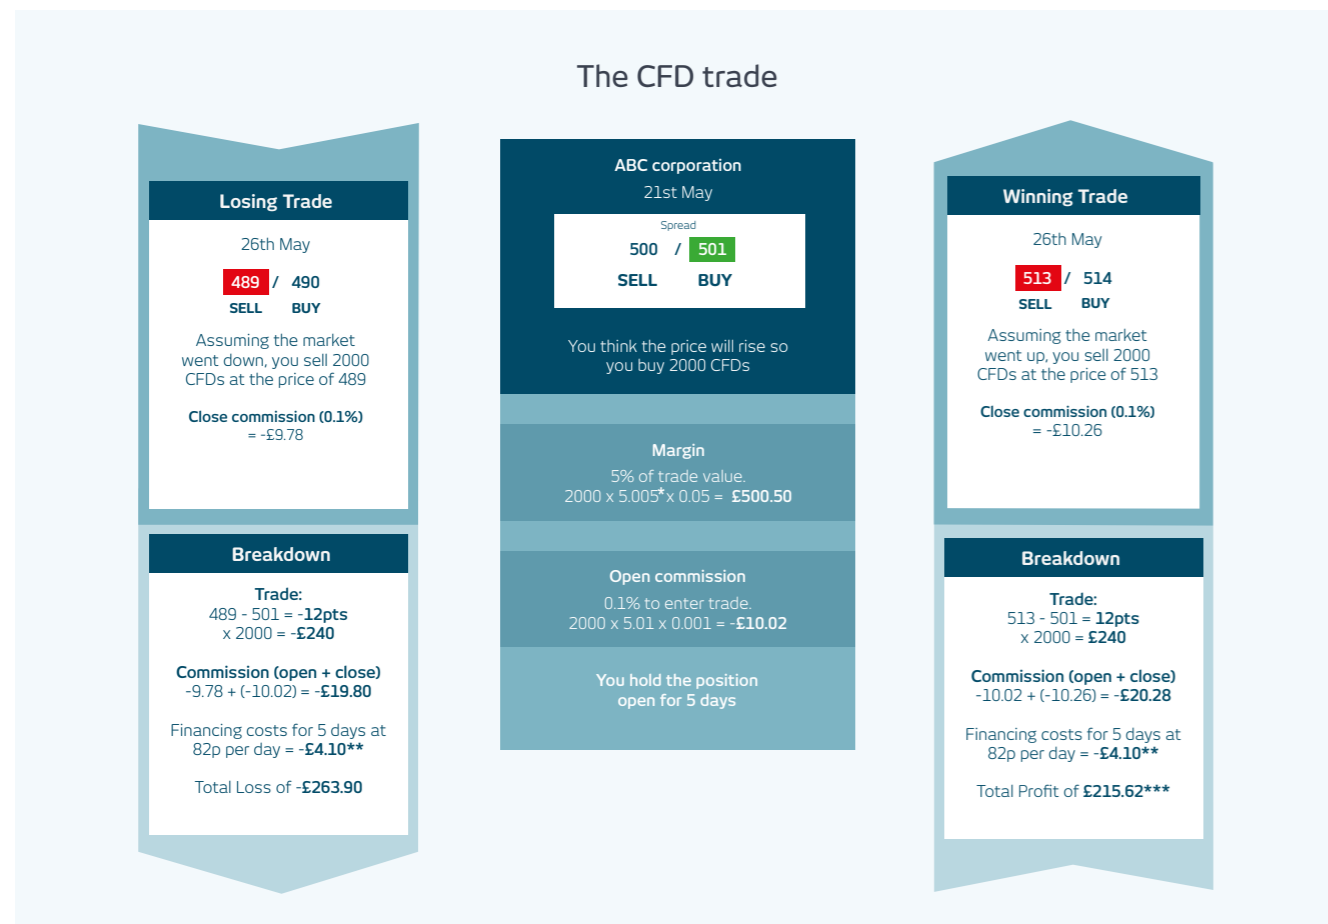 The CFD trade
Losing Trade
26th May
489 / 490
SELL BUY
Assuming the market
went down, you sell 2000
CFDs at the price of 489
Close commission (0.1%)
= -£9.78
Breakdown
Trade:
489 - 501 = -12pts
x 2000 = -£240
Commission (open + close)
-9.78 + (-10.02) = -£19.80
Financing costs for 5 days at
82p per day = -£4.10**
Total Loss of -£263.90
ABC corporation
21st May
Spread
500 / 501
SELL BUY
You think the price will rise so
you buy 2000 CFDs
Margin
5% of trade value.
2000 x 5.005* x 0.05 = £500.50
Open commission
0.1% to enter trade.
2000 x 5.01 x 0.001 = -£10.02
You hold the position
open for 5 days
Winning Trade
26th May
513 / 514
SELL BUY
Assuming the market
went up, you sell 2000
CFDs at the price of 513
Close commission (0.1%)
= -£10.26
Breakdown
Trade:
513 - 501 = 12pts
x 2000 = £240
Commission (open + close)
-10.02 + (-10.26) = -£20.28
Financing costs for 5 days at
82p per day = -£4.10**
Total Profit of £215.62***